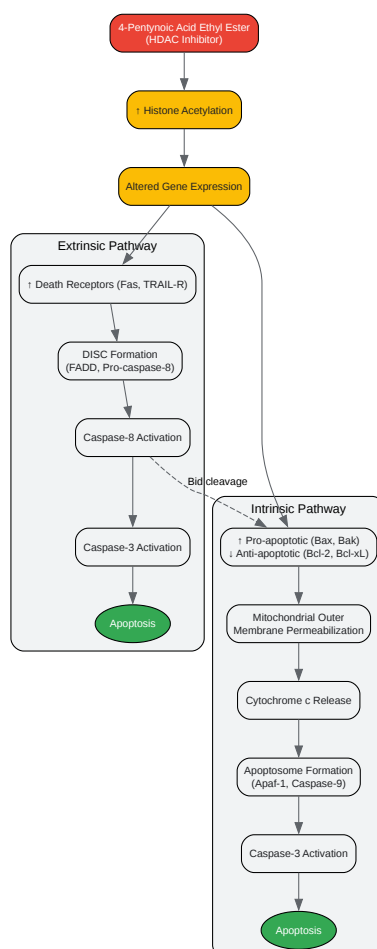 4-Pentynoic Acid Ethyl Ester
(HDAC Inhibitor)
↑ Histone Acetylation
Altered Gene Expression
Extrinsic Pathway
↑ Death Receptors (Fas, TRAIL-R)
DISC Formation
(FADD, Pro-caspase-8)
Caspase-8 Activation
Bid cleavage
Caspase-3 Activation
Apoptosis
Intrinsic Pathway
↑ Pro-apoptotic (Bax, Bak)
↓ Anti-apoptotic (Bcl-2, Bcl-xL)
Mitochondrial Outer
Membrane Permeabilization
Cytochrome c Release
Apoptosome Formation
(Apaf-1, Caspase-9)
Caspase-3 Activation
Apoptosis